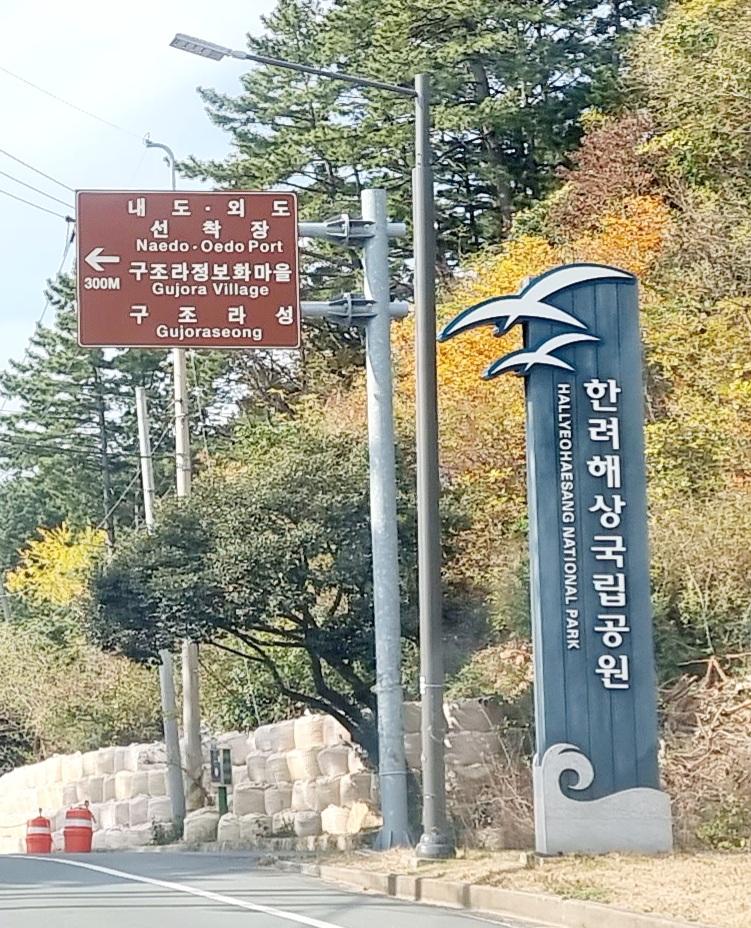 내 도 · 외 도
선 착 장
Naedo · Oedo Port
300M
구조라정보화마을
Gujora Village
구 조 라 성
Gujoraseong
한려해상국립공원
HALLYEOHAESANG NATIONAL PARK